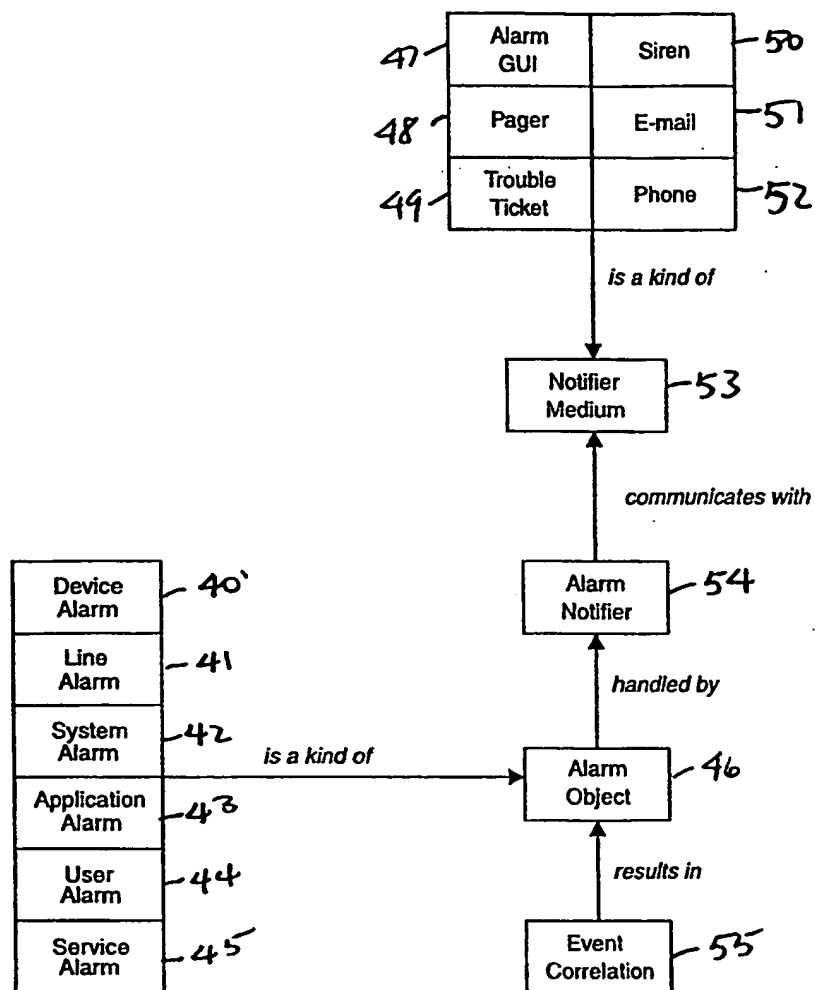 47
Alarm
GUI
Siren
50
48
Pager
E-mail
51
49
Trouble
Ticket
Phone
52
is a kind of
Notifier
Medium
53
communicates with
Device
Alarm
40
Alarm
Notifier
54
Line
Alarm
41
handled by
System
Alarm
42
is a kind of
Alarm
Object
46
Application
Alarm
43
User
Alarm
44
results in
Service
Alarm
45
Event
Correlation
55